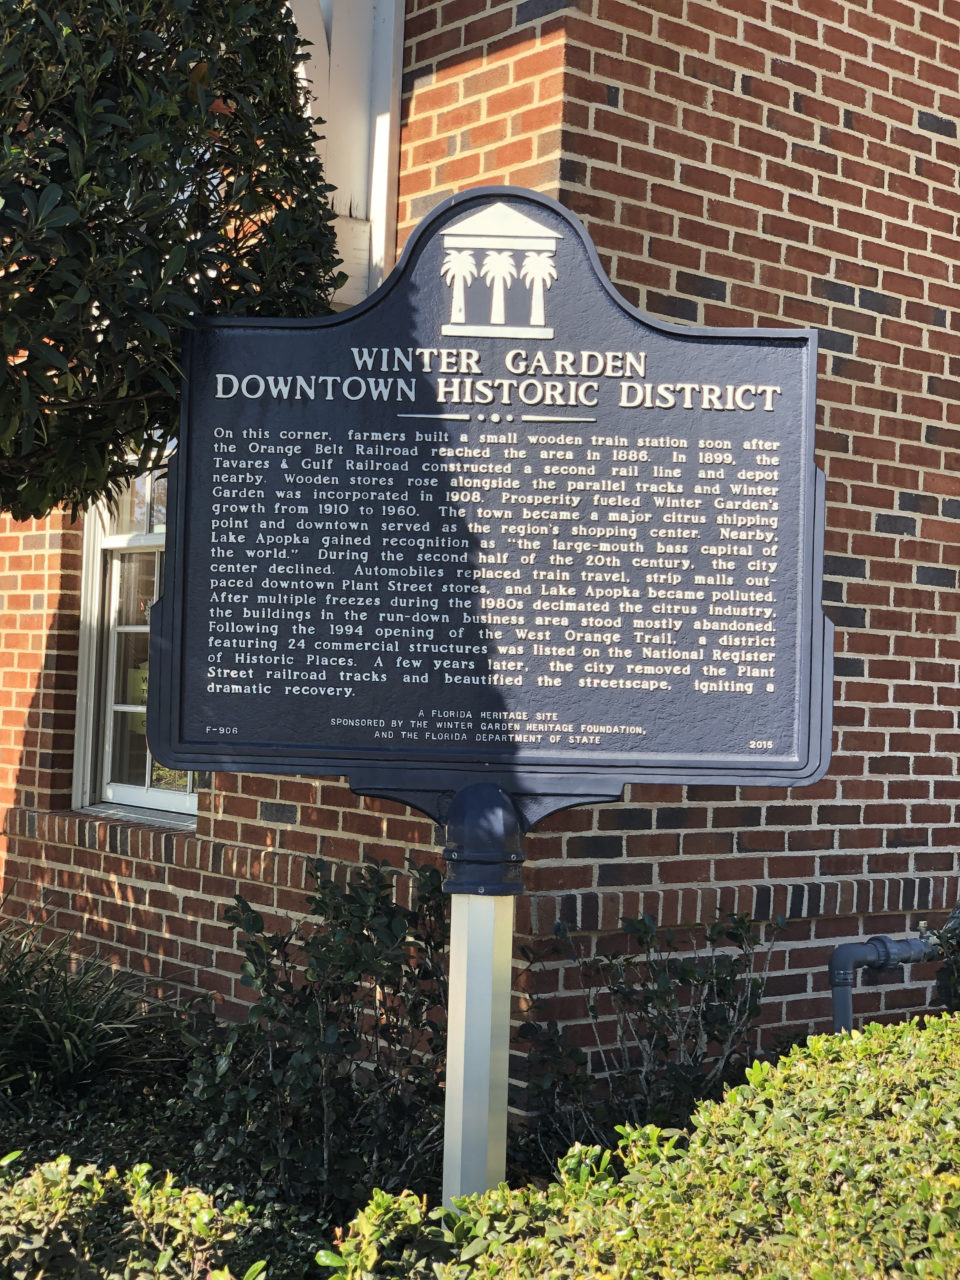 WINTER GARDEN
DOWNTOWN HISTORIC DISTRICT
On this corner, farmers built a small wooden train station soon after
the Orange Belt Railroad reached the area in 1886. In 1899, the
Tavares & Gulf Railroad constructed a second rail line and depot
nearby. Wooden stores rose alongside the parallel tracks and Winter
Garden was incorporated in 1908. Prosperity fueled Winter Garden's
growth from 1910 to 1960. The town became a major citrus shipping
point and downtown served as the region's shopping center. Nearby,
Lake Apopka gained recognition as "the large-mouth bass capital of
the world." During the second half of the 20th century, the city
center declined. Automobiles replaced train travel, strip malls out-
paced downtown Plant Street stores, and Lake Apopka became polluted.
After multiple freezes during the 1980s decimated the citrus industry,
the buildings in the run-down business area stood mostly abandoned.
Following the 1994 opening of the West Orange Trail, a district
featuring 24 commercial structures was listed on the National Register
of Historic Places. A few years later, the city removed the Plant
Street railroad tracks and beautified the streetscape, igniting a
dramatic recovery.
A FLORIDA HERITAGE SITE
SPONSORED BY THE WINTER GARDEN HERITAGE FOUNDATION,
AND THE FLORIDA DEPARTMENT OF STATE
F-906
2015